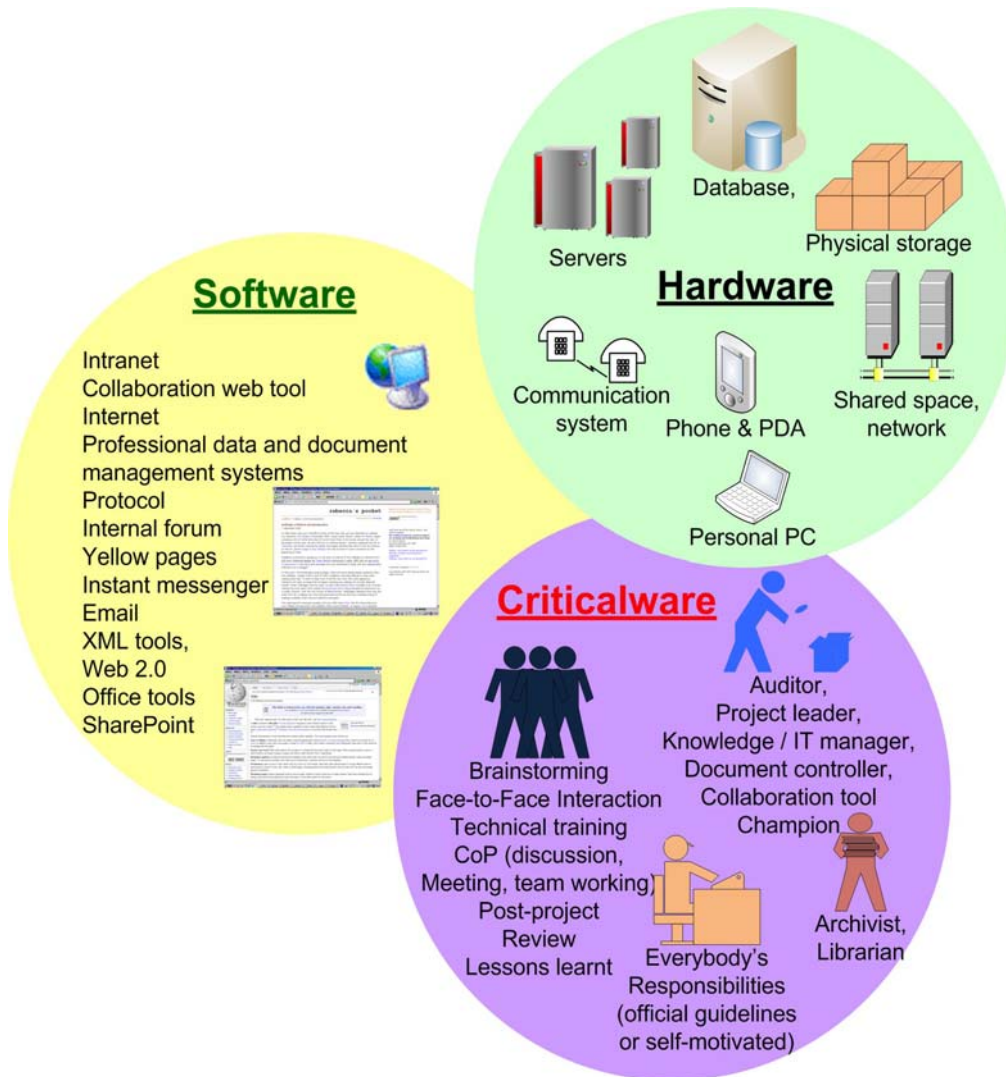 Database,
Servers
Physical storage
Hardware
Communication
system
Phone & PDA
Shared space,
network
Personal PC
Software
Intranet
Collaboration web tool
Internet
Professional data and document
management systems
Protocol
Internal forum
Yellow pages
Instant messenger
Email
XML tools,
Web 2.0
Office tools
SharePoint
rebecca's pocket
Criticalware
Brainstorming
Face-to-Face Interaction
Technical training
CoP (discussion,
Meeting, team working)
Post-project
Review
Lessons learnt
Auditor,
Project leader,
Knowledge / IT manager,
Document controller,
Collaboration tool
Champion
Archivist,
Librarian
Everybody's
Responsibilities
(official guidelines
or self-motivated)